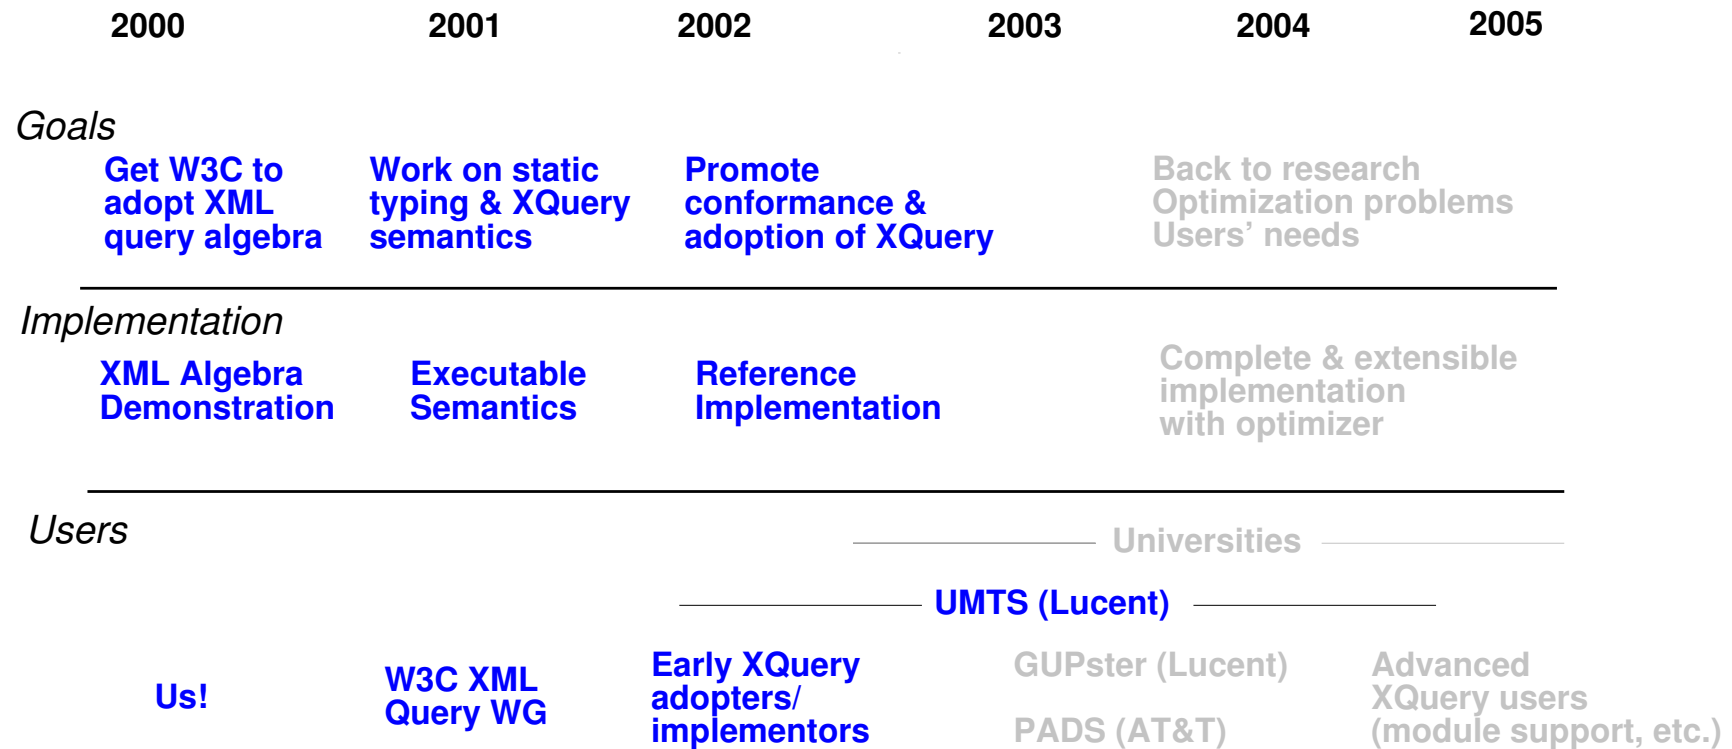 2000 2001 2002 2003 2004 2005
Goals
Get W3C to
adopt XML
query algebra
Work on static
typing & XQuery
semantics
Promote
conformance &
adoption of XQuery
Back to research
Optimization problems
Users' needs
Implementation
XML Algebra
Demonstration
Executable
Semantics
Reference
Implementation
Complete & extensible
implementation
with optimizer
Users
Universities
UMTS (Lucent)
Us!
W3C XML
Query WG
Early XQuery
adopters/
implementors
GUPster (Lucent)
PADS (AT&T)
Advanced
XQuery users
(module support, etc.)